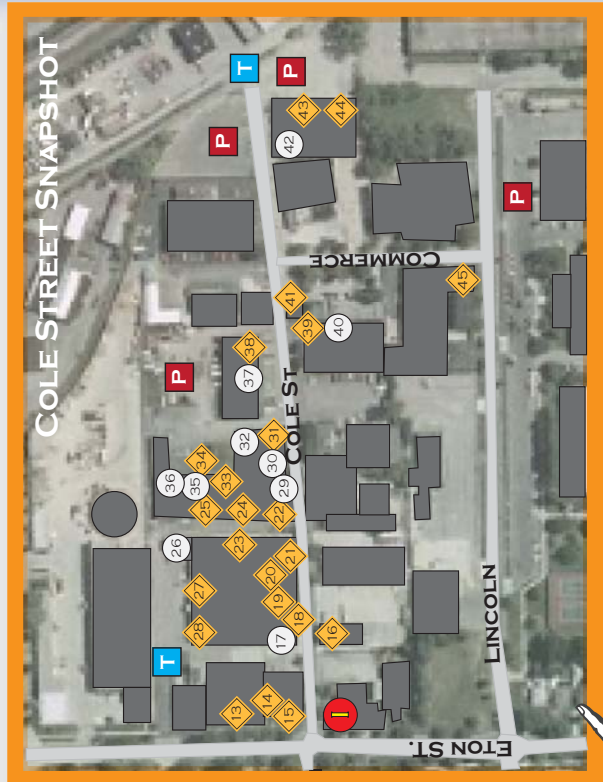 COLE STREET SNAPSHOT
T
P
P
43
44
42
P
COMMERCE
45
41
39
40
38
37
P
COLE ST
31
32
30
29
34
33
36
35
25
24
22
26
23
21
20
19
18
17
27
28
16
T
LINCOLN
14
13
15
I
ETON ST.